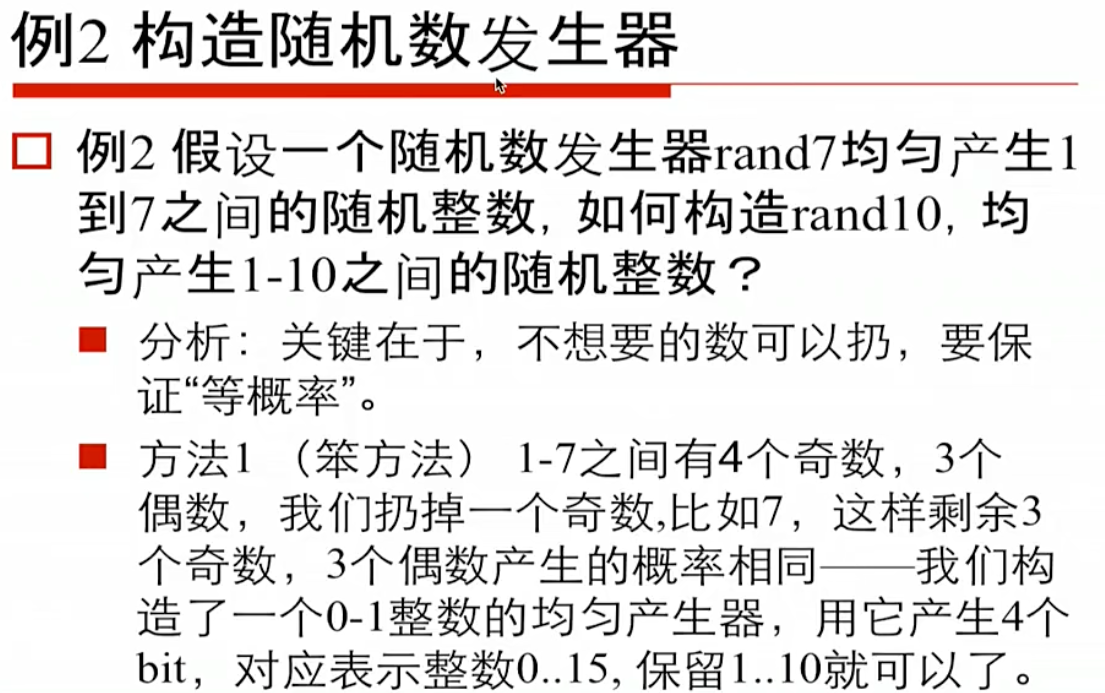 例2 构造随机数发生器
例2 假设一个随机数发生器rand7均匀产生1
到7之间的随机整数, 如何构造rand10, 均
匀产生1-10之间的随机整数？
分析：关键在于，不想要的数可以扔，要保
证“等概率”。
方法1 （笨方法） 1-7之间有4个奇数，3个
偶数，我们扔掉一个奇数,比如7，这样剩余3
个奇数，3个偶数产生的概率相同——我们构
造了一个0-1整数的均匀产生器，用它产生4个
bit，对应表示整数0..15, 保留1..10就可以了。